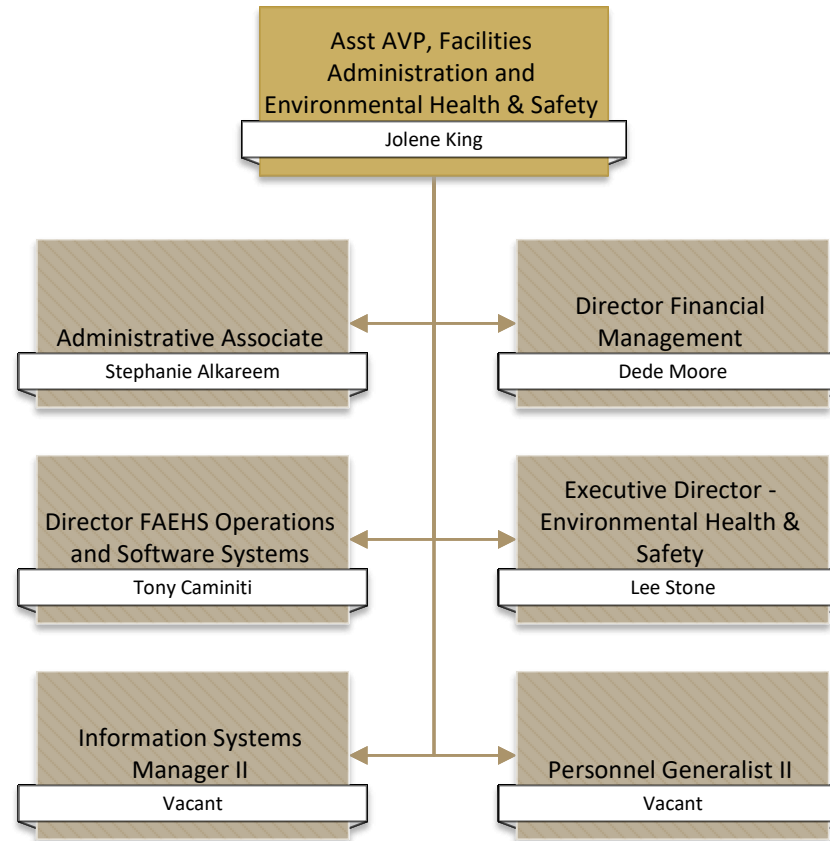 Asst AVP, Facilities
Administration and
Environmental Health & Safety
Jolene King
Administrative Associate
Stephanie Alkareem
Director Financial
Management
Dede Moore
Director FAEHS Operations
and Software Systems
Tony Caminiti
Executive Director -
Environmental Health &
Safety
Lee Stone
Information Systems
Manager II
Vacant
Personnel Generalist II
Vacant